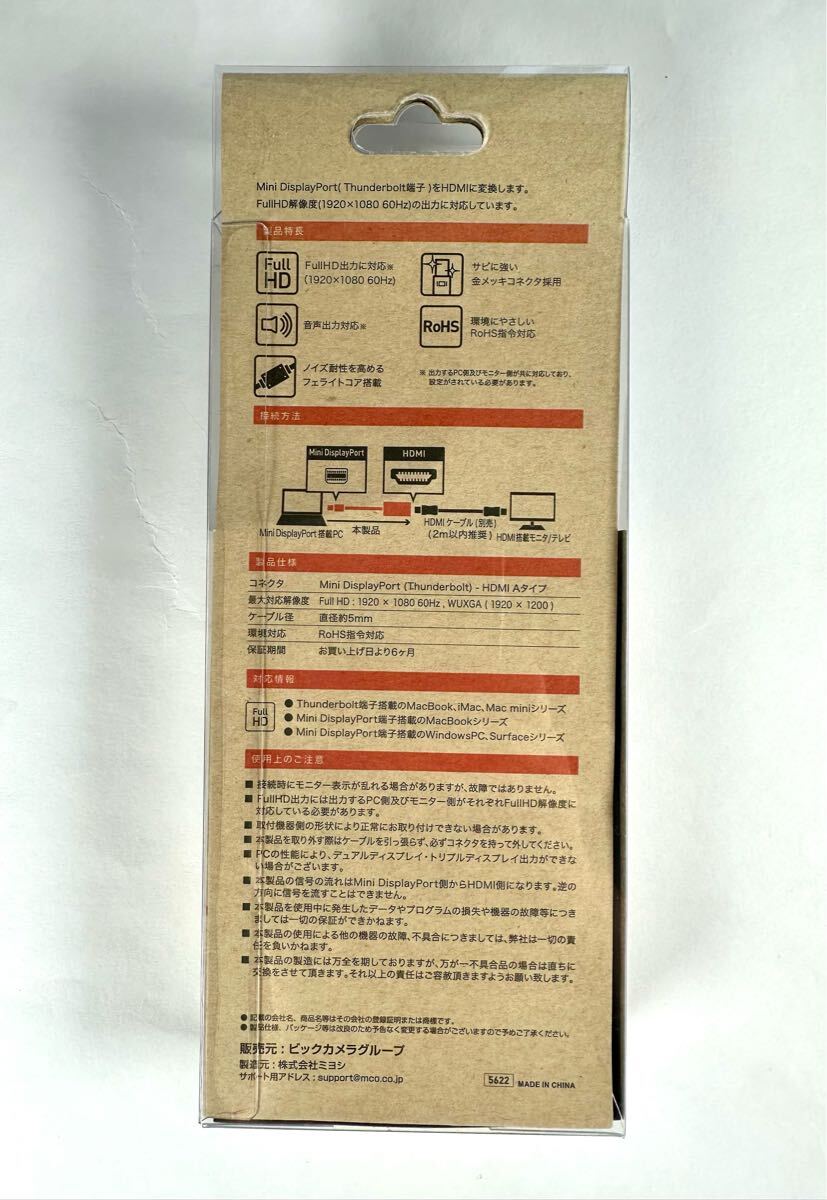 Mini DisplayPort( Thunderbolt端子 )をHDMIに変換します。
FullHD解像度(1920×1080 60Hz)の出力に対応しています。
製品特長
Full HD
FullHD出力に対応※
(1920×1080 60Hz)
サビに強い
金メッキコネクタ採用
音声出力対応※
RoHS
環境にやさしい
RoHS指令対応
ノイズ耐性を高める
フェライトコア搭載
※ 出力するPC側及びモニター側が共に対応しており、
設定がされている必要があります。
接続方法
Mini DisplayPort
HDMI
Mini DisplayPort 搭載PC
本製品
HDMI ケーブル (別売)
(2m以内推奨)
HDMI搭載モニタ/テレビ
製品仕様
コネクタ Mini DisplayPort (Thunderbolt) - HDMI Aタイプ
最大対応解像度 Full HD : 1920 × 1080 60Hz , WUXGA ( 1920 × 1200 )
ケーブル径 直径約5mm
環境対応 RoHS指令対応
保証期間 お買い上げ日より6ヶ月
対応情報
Full HD
● Thunderbolt端子搭載のMacBook、iMac、Mac miniシリーズ
● Mini DisplayPort端子搭載のMacBookシリーズ
● Mini DisplayPort端子搭載のWindowsPC、Surfaceシリーズ
使用上のご注意
■ 接続時にモニター表示が乱れる場合がありますが、故障ではありません。
■ FullHD出力には出力するPC側及びモニター側がそれぞれFullHD解像度に
対応している必要があります。
■ 取付機器側の形状により正常にお取り付けできない場合があります。
■ 本製品を取り外す際はケーブルを引っ張らず、必ずコネクタを持って外してください。
■ PCの性能により、デュアルディスプレイ・トリプルディスプレイ出力ができな
い場合がございます。
■ 本製品の信号の流れはMini DisplayPort側からHDMI側になります。逆の
方向に信号を流すことはできません。
■ 本製品を使用中に発生したデータやプログラムの損失や機器の故障等につき
ましては一切の保証ができかねます。
■ 本製品の使用による他の機器の故障、不具合につきましては、弊社は一切の責
任を負いかねます。
■ 本製品の製造には万全を期しておりますが、万が一不具合品の場合は直ちに
交換をさせて頂きます。それ以上の責任はご容赦頂きますようお願い致します。
● 記載の会社名、商品名等はその会社の登録証明または商標です。
● 製品仕様、パッケージ等は改良のため予告なく変更する場合がございますので予めご了承ください。
販売元：ビックカメラグループ
製造元：株式会社ミヨシ
サポート用アドレス：support@mco.co.jp
5622 MADE IN CHINA